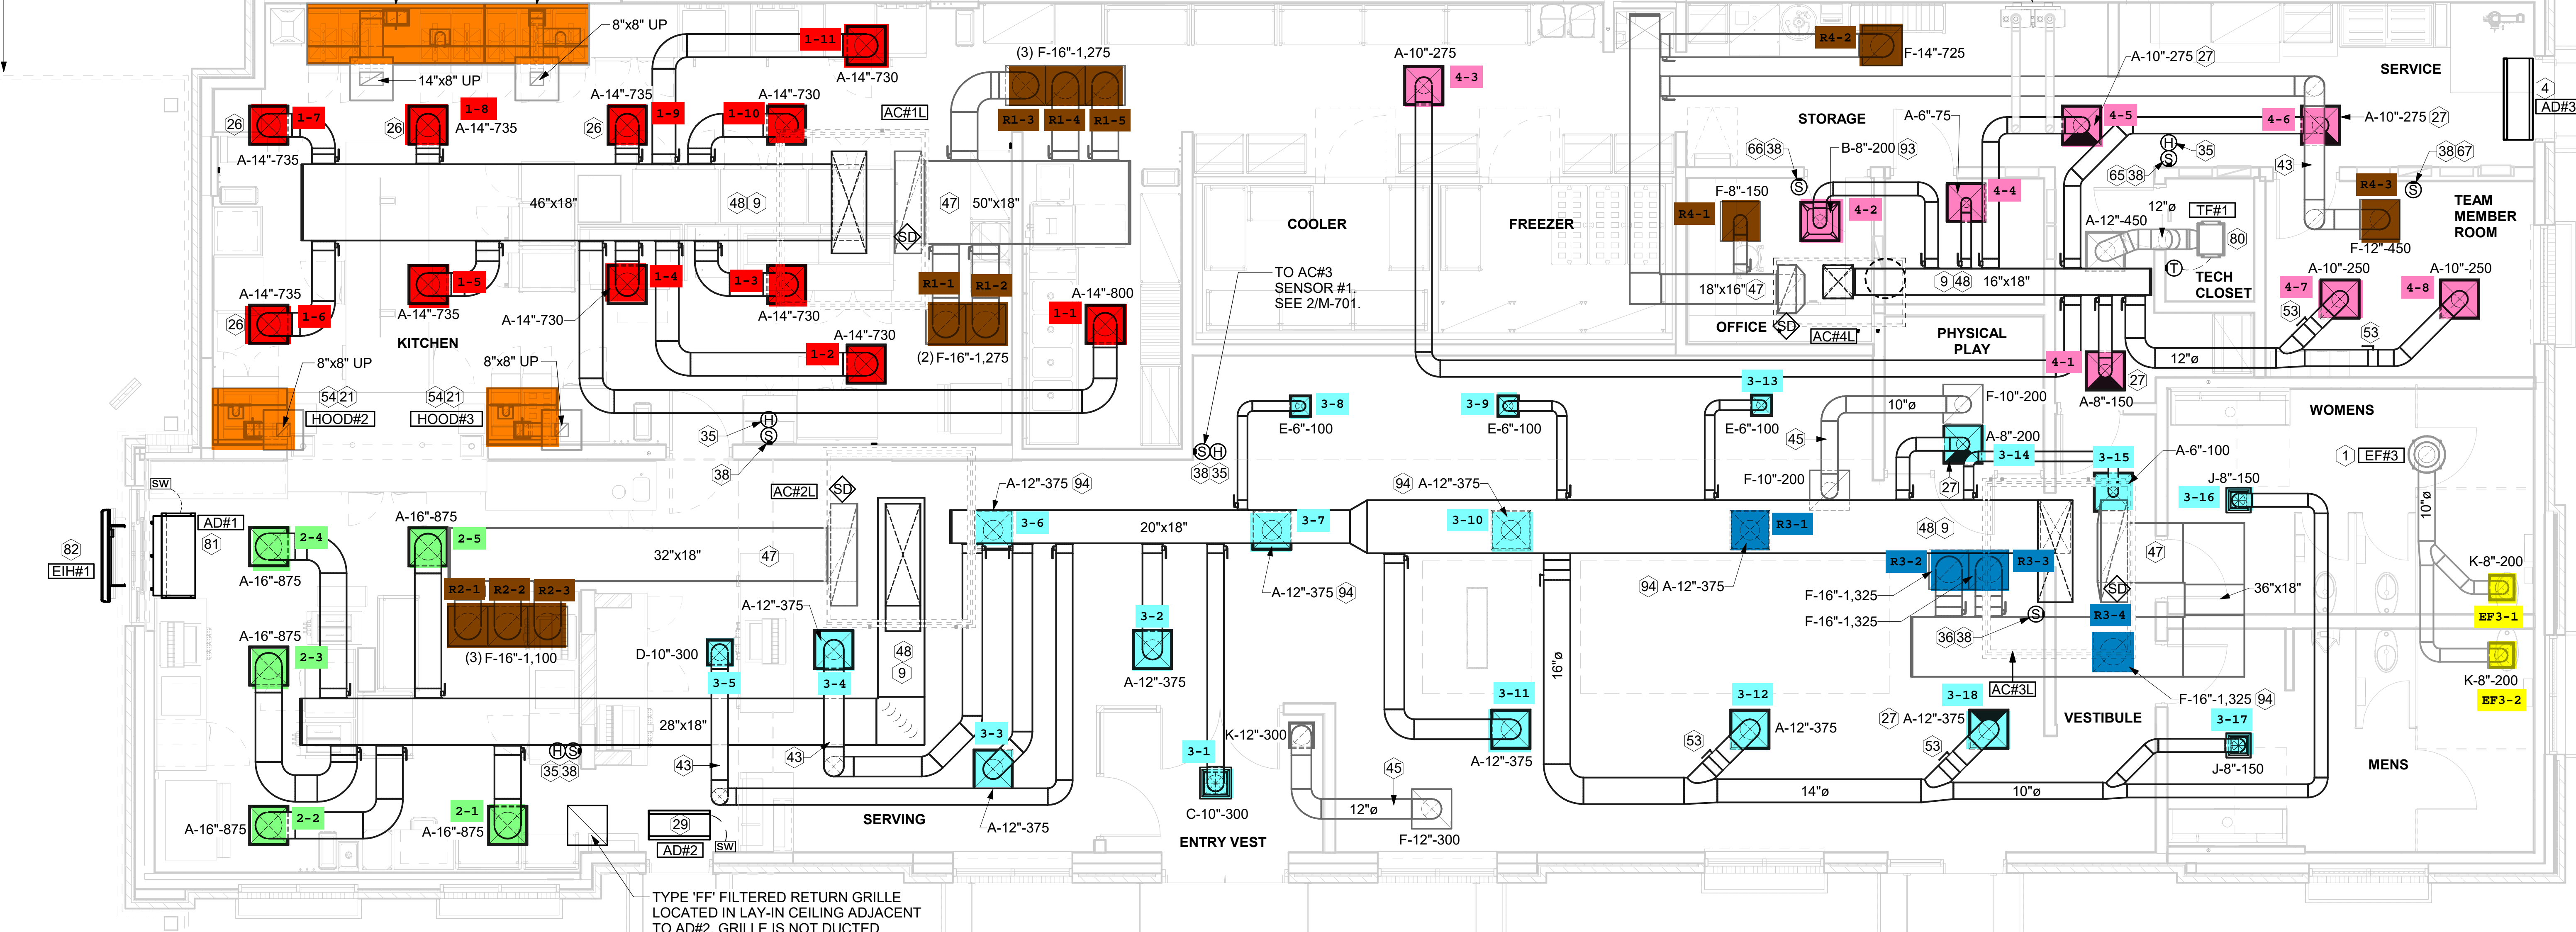 8"x8" UP
14"x8" UP
1-11
A-14"-730
(3) F-16"-1,275
A-10"-275
4-3
R4-2
F-14"-725
A-10"-275 27
SERVICE
4
AD#3
26
1-7
A-14"-735
26
1-8
A-14"-735
A-14"-735
26
1-9
1-10
A-14"-730
AC#1L
R1-3
R1-4
R1-5
STORAGE
A-6"-75
4-5
4-6
A-10"-275 27
H
S
35
65 38
43
66 38
S
B-8"-200 93
38 67
S
46"x18"
48 9
SD
47
50"x18"
COOLER
FREEZER
F-8"-150
R4-1
4-2
4-4
R4-3
F-12"-450
TEAM
MEMBER
ROOM
12"ø
TF#1
A-12"-450
80
T
TECH
CLOSET
A-14"-735
26
1-6
1-5
A-14"-735
1-4
A-14"-730
1-3
A-14"-730
R1-1
R1-2
(2) F-16"-1,275
A-14"-800
1-1
TO AC#3
SENSOR #1.
SEE 2/M-701.
18"x16" 47
9 48
16"x18"
OFFICE
SD
AC#4L
PHYSICAL
PLAY
A-10"-250
4-7
53
A-10"-250
4-8
53
12"ø
KITCHEN
1-2
A-14"-730
8"x8" UP
8"x8" UP
54 21
HOOD#2
54 21
HOOD#3
4-1
27
A-8"-150
3-8
E-6"-100
3-9
E-6"-100
3-13
E-6"-100
10"ø
F-10"-200
45
A-8"-200
F-10"-200
27
3-14
3-15
A-6"-100
WOMENS
1
EF#3
H
S
35
38
S
H
38 35
SW
AC#2L
SD
A-12"-375 94
3-6
3-7
A-12"-375 94
94 A-12"-375
3-10
R3-1
94 A-12"-375
48 9
3-16
J-8"-150
10"ø
82
EIH#1
AD#1
81
2-4
A-16"-875
A-16"-875
2-5
32"x18"
47
20"x18"
R3-2
R3-3
F-16"-1,325
F-16"-1,325
47
SD
36"x18"
K-8"-200
EF3-1
R2-1
R2-2
R2-3
(3) F-16"-1,100
A-16"-875
2-3
D-10"-300
3-5
A-12"-375
3-4
48
9
3-2
A-12"-375
36 38
S
R3-4
AC#3L
F-16"-1,325 94
K-8"-200
EF3-2
16"ø
28"x18"
H
S
35 38
43
43
3-3
A-12"-375
3-1
C-10"-300
K-12"-300
45
12"ø
F-12"-300
3-11
A-12"-375
3-12
A-12"-375
53
3-18
27 A-12"-375
53
VESTIBULE
3-17
J-8"-150
MENS
14"ø
10"ø
2-2
A-16"-875
2-1
A-16"-875
29
AD#2
SW
SERVING
ENTRY VEST
TYPE 'FF' FILTERED RETURN GRILLE
LOCATED IN LAY-IN CEILING ADJACENT
TO AD#2. GRILLE IS NOT DUCTED